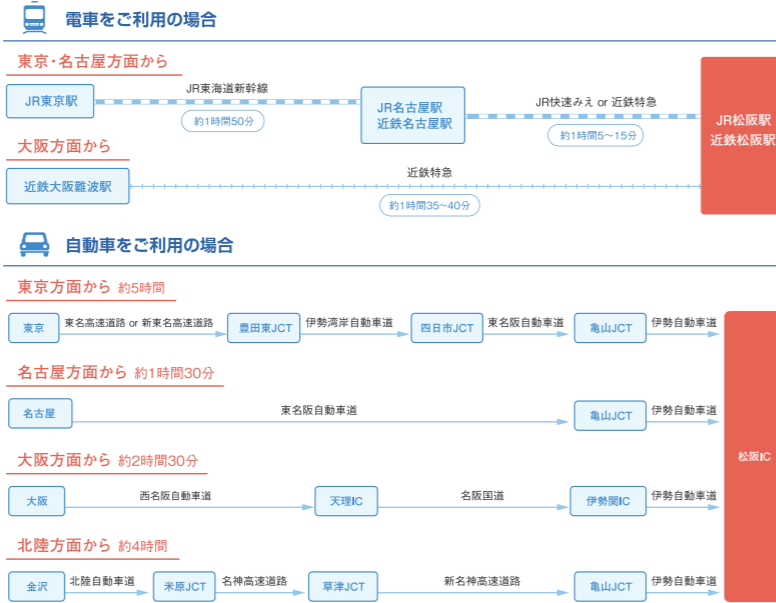 電車をご利用の場合
東京・名古屋方面から
JR東京駅
JR東海道新幹線
約1時間50分
JR名古屋駅
近鉄名古屋駅
JR快速みえ or 近鉄特急
約1時間5〜15分
JR松阪駅
近鉄松阪駅
大阪方面から
近鉄大阪難波駅
近鉄特急
約1時間35〜40分
自動車をご利用の場合
東京方面から 約5時間
東京 東名高速道路 or 新東名高速道路 豊田東JCT 伊勢湾岸自動車道 四日市JCT 東名阪自動車道 亀山JCT 伊勢自動車道
名古屋方面から 約1時間30分
名古屋 東名阪自動車道 亀山JCT 伊勢自動車道
松阪IC
大阪方面から 約2時間30分
大阪 西名阪自動車道 天理IC 名阪国道 伊勢関IC 伊勢自動車道
北陸方面から 約4時間
金沢 北陸自動車道 米原JCT 名神高速道路 草津JCT 新名神高速道路 亀山JCT 伊勢自動車道